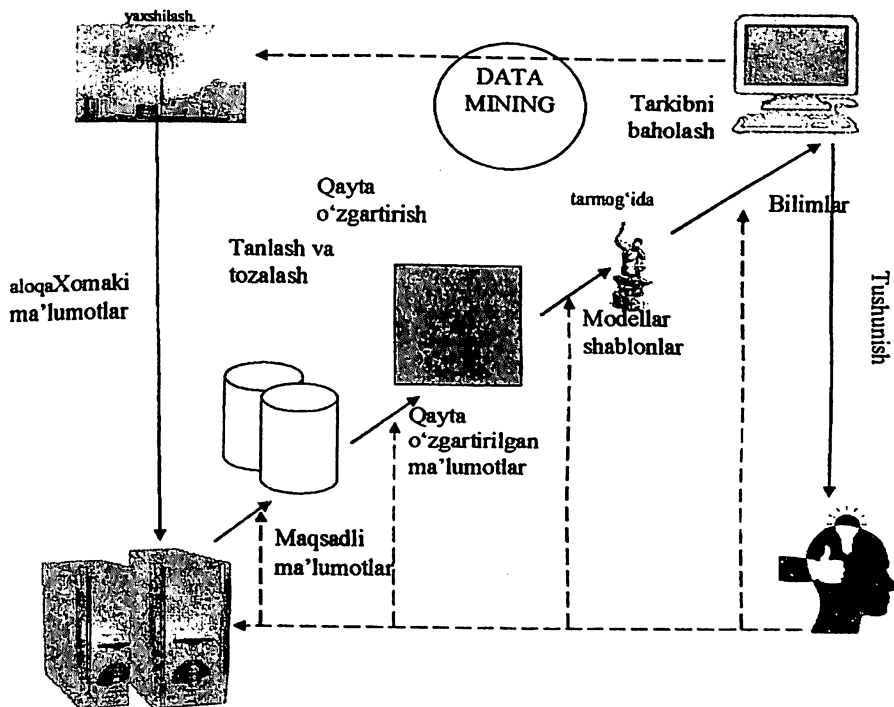 yaxshilash.
DATA
MINING
Tarkibni
baholash
Qayta
o‘zgartirish
tarmog‘ida
Bilimlar
Tanlash va
tozalash
aloqaXomaki
ma’lumotlar
Tushunish
Modellar
shablonlar
Qayta
o‘zgartirilgan
ma’lumotlar
Maqsadli
ma’lumotlar